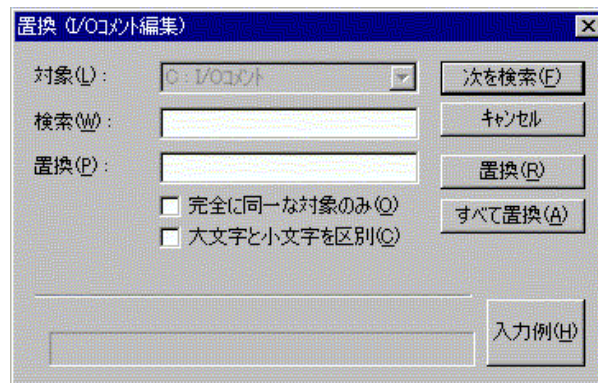 置換 (I/Oｺﾒﾝﾄ編集)
対象(L)：
C：I/Oｺﾒﾝﾄ
次を検索(F)
検索(W)：
ｷｬﾝｾﾙ
置換(P)：
置換(R)
完全に同一な対象のみ(O)
すべて置換(A)
大文字と小文字を区別(C)
入力例(H)